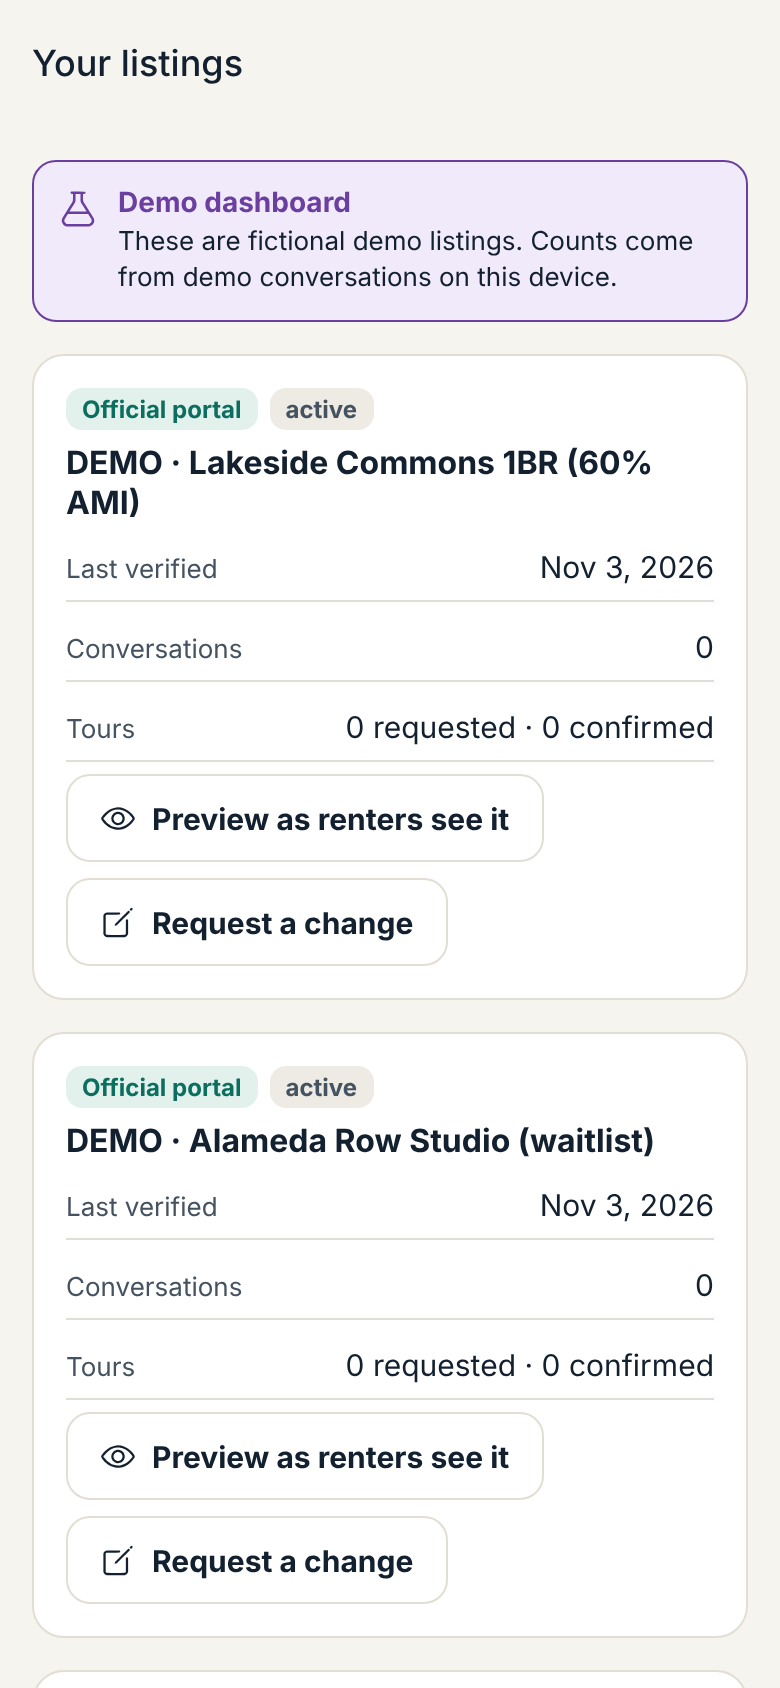 Your listings
Demo dashboard
These are fictional demo listings. Counts come
from demo conversations on this device.
Official portal active
DEMO · Lakeside Commons 1BR (60%
AMI)
Last verified Nov 3, 2026
Conversations 0
Tours 0 requested · 0 confirmed
Preview as renters see it
Request a change
Official portal active
DEMO · Alameda Row Studio (waitlist)
Last verified Nov 3, 2026
Conversations 0
Tours 0 requested · 0 confirmed
Preview as renters see it
Request a change